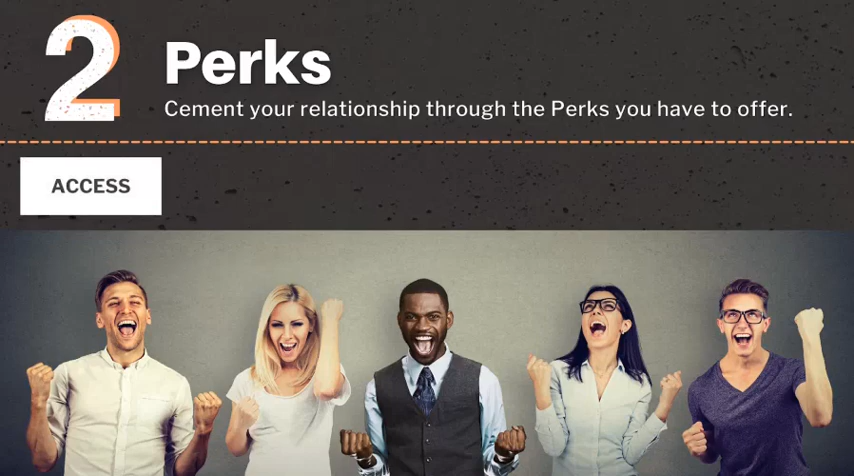 2
Perks
Cement your relationship through the Perks you have to offer.
ACCESS